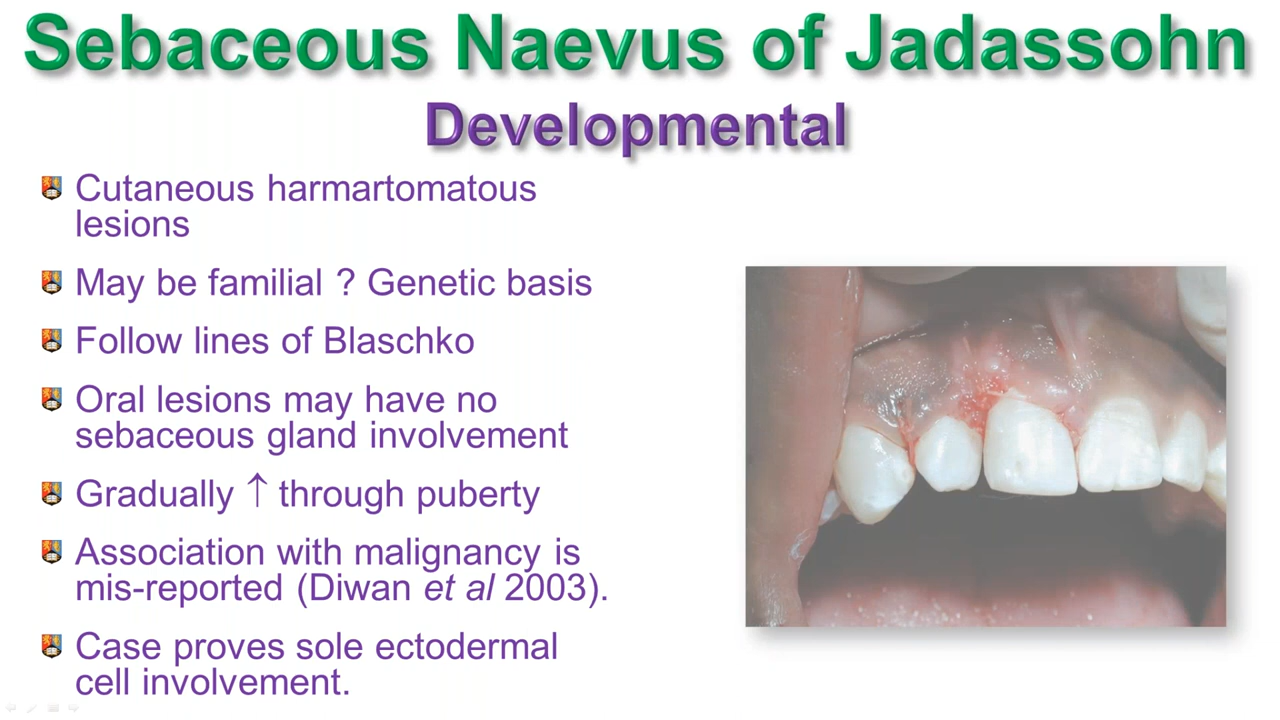 Sebaceous Naevus of Jadassohn
Developmental
Cutaneous harmartomatous
lesions
May be familial ? Genetic basis
Follow lines of Blaschko
Oral lesions may have no
sebaceous gland involvement
Gradually ↑ through puberty
Association with malignancy is
mis-reported (Diwan et al 2003).
Case proves sole ectodermal
cell involvement.